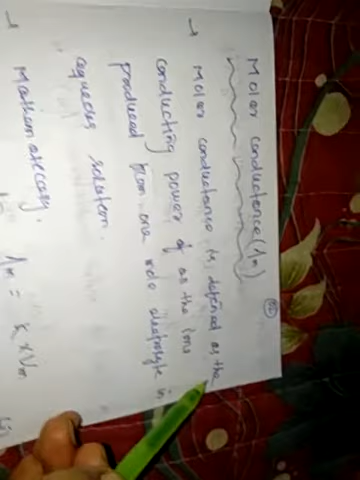 Molar conductance (Λm)
→ Molar conductance is defined as the
conducting power of as the ions
produced from one mole electrolyte in
aqueous solution.
→ Mathematically.
Λm = K × Vm